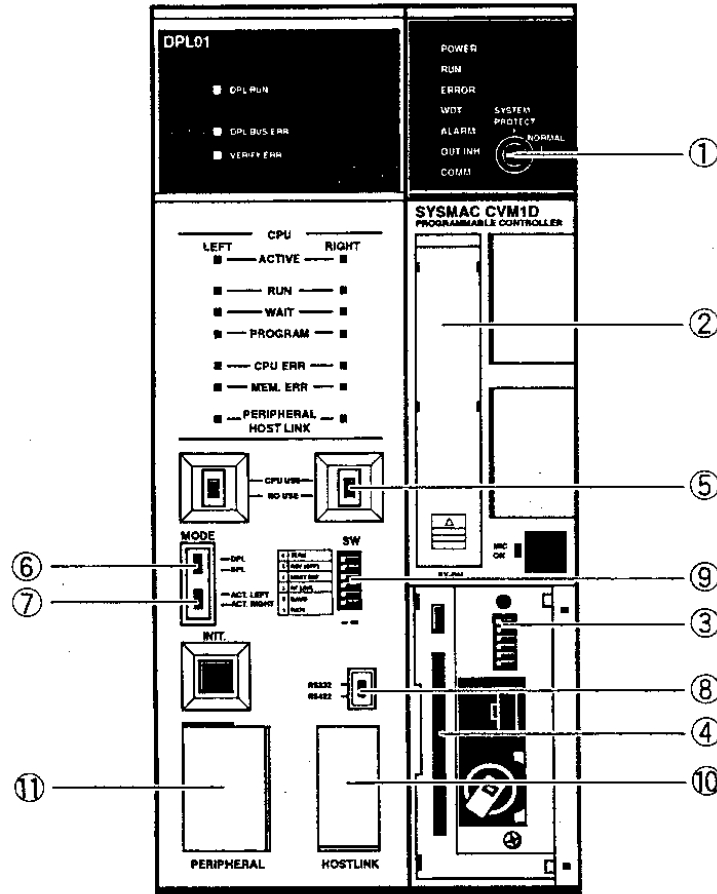 DPL01
DPL RUN
DPL BUS ERR
VERIFY ERR
POWER
RUN
ERROR
WDT
ALARM
OUT INH
COMM
SYSTEM
PROTECT
NORMAL
①
SYSMAC CVM1D
PROGRAMMABLE CONTROLLER
②
CPU
LEFT RIGHT
ACTIVE
RUN
WAIT
PROGRAM
CPU ERR
MEM. ERR
PERIPHERAL
HOST LINK
CPU USE
NO USE
⑤
MODE
DPL
SPL
ACT. LEFT
ACT. RIGHT
⑥
⑦
SW
⑨
INIT.
M/C
ON
③
RS232
RS422
⑧
④
⑪
⑩
PERIPHERAL
HOSTLINK